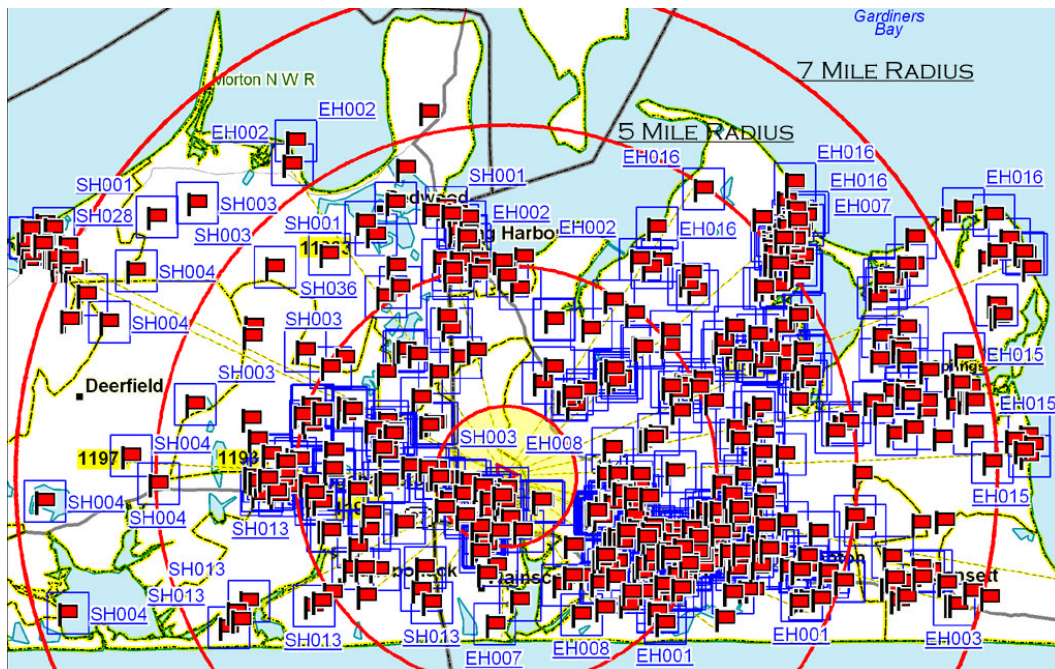 Gardiners
Bay
7 Mile Radius
Morton N W R
5 Mile Radius
EH002
EH002
EH016
EH016
SH001
SH001
EH016
SH003
EH007
EH016
SH028
SH001
EH002
SH003
EH002
EH016
SH004
SH036
SH004
SH003
EH015
SH003
Deerfield
EH015
SH003
EH008
SH004
1197
EH015
SH004
SH004
SH013
SH013
SH013
SH004
SH013
SH013
EH007
EH008
EH001
EH001
EH003